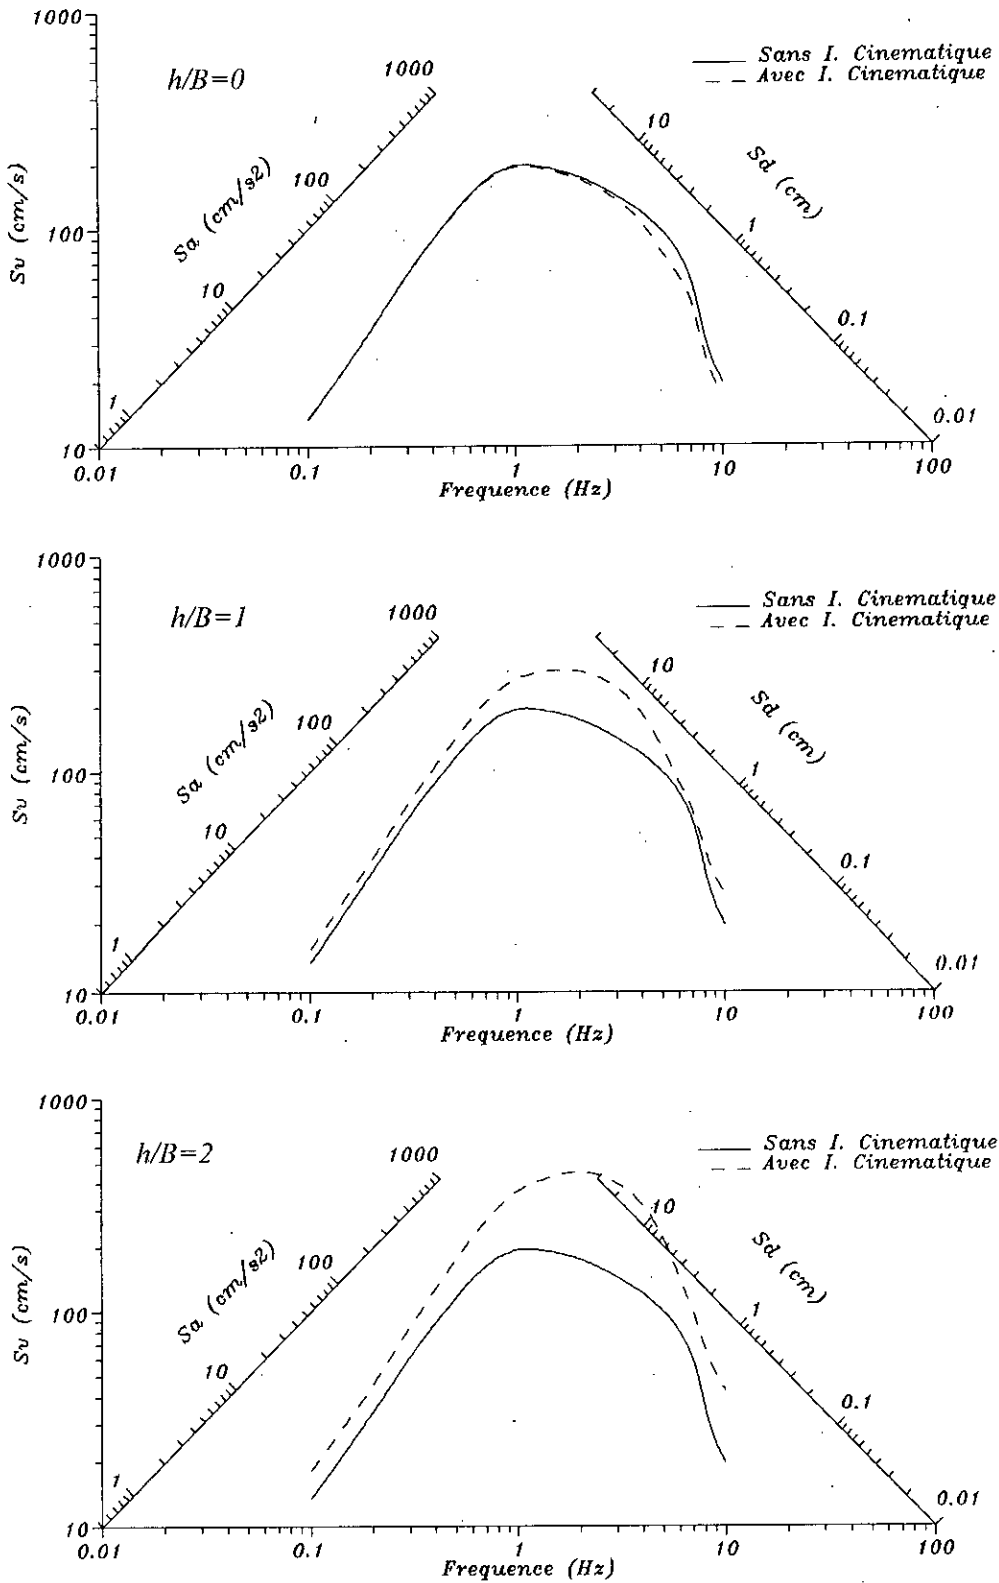 1000
h/B=0
1000
Sans I. Cinematique
Avec I. Cinematique
Sv (cm/s)
Sa (cm/s2)
100
10
1
10
Sd (cm)
1
0.1
0.01
100
10
0.01
0.1
1
10
100
Frequence (Hz)
1000
h/B=1
1000
Sans I. Cinematique
Avec I. Cinematique
Sv (cm/s)
Sa (cm/s2)
100
10
1
10
Sd (cm)
1
0.1
0.01
100
10
0.01
0.1
1
10
100
Frequence (Hz)
1000
h/B=2
1000
Sans I. Cinematique
Avec I. Cinematique
Sv (cm/s)
Sa (cm/s2)
100
10
1
10
Sd (cm)
1
0.1
0.01
100
10
0.01
0.1
1
10
100
Frequence (Hz)